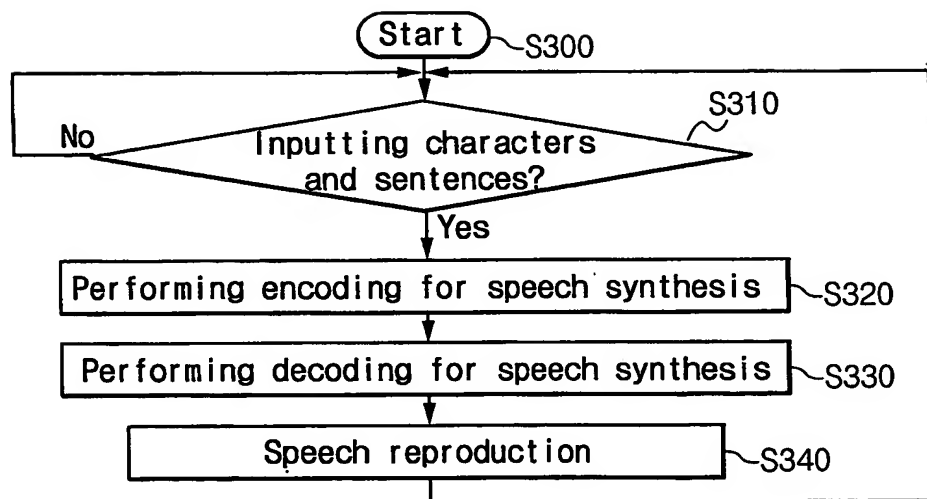 Start
S300
S310
No
Inputting characters
and sentences?
Yes
Performing encoding for speech synthesis
S320
Performing decoding for speech synthesis
S330
Speech reproduction
S340